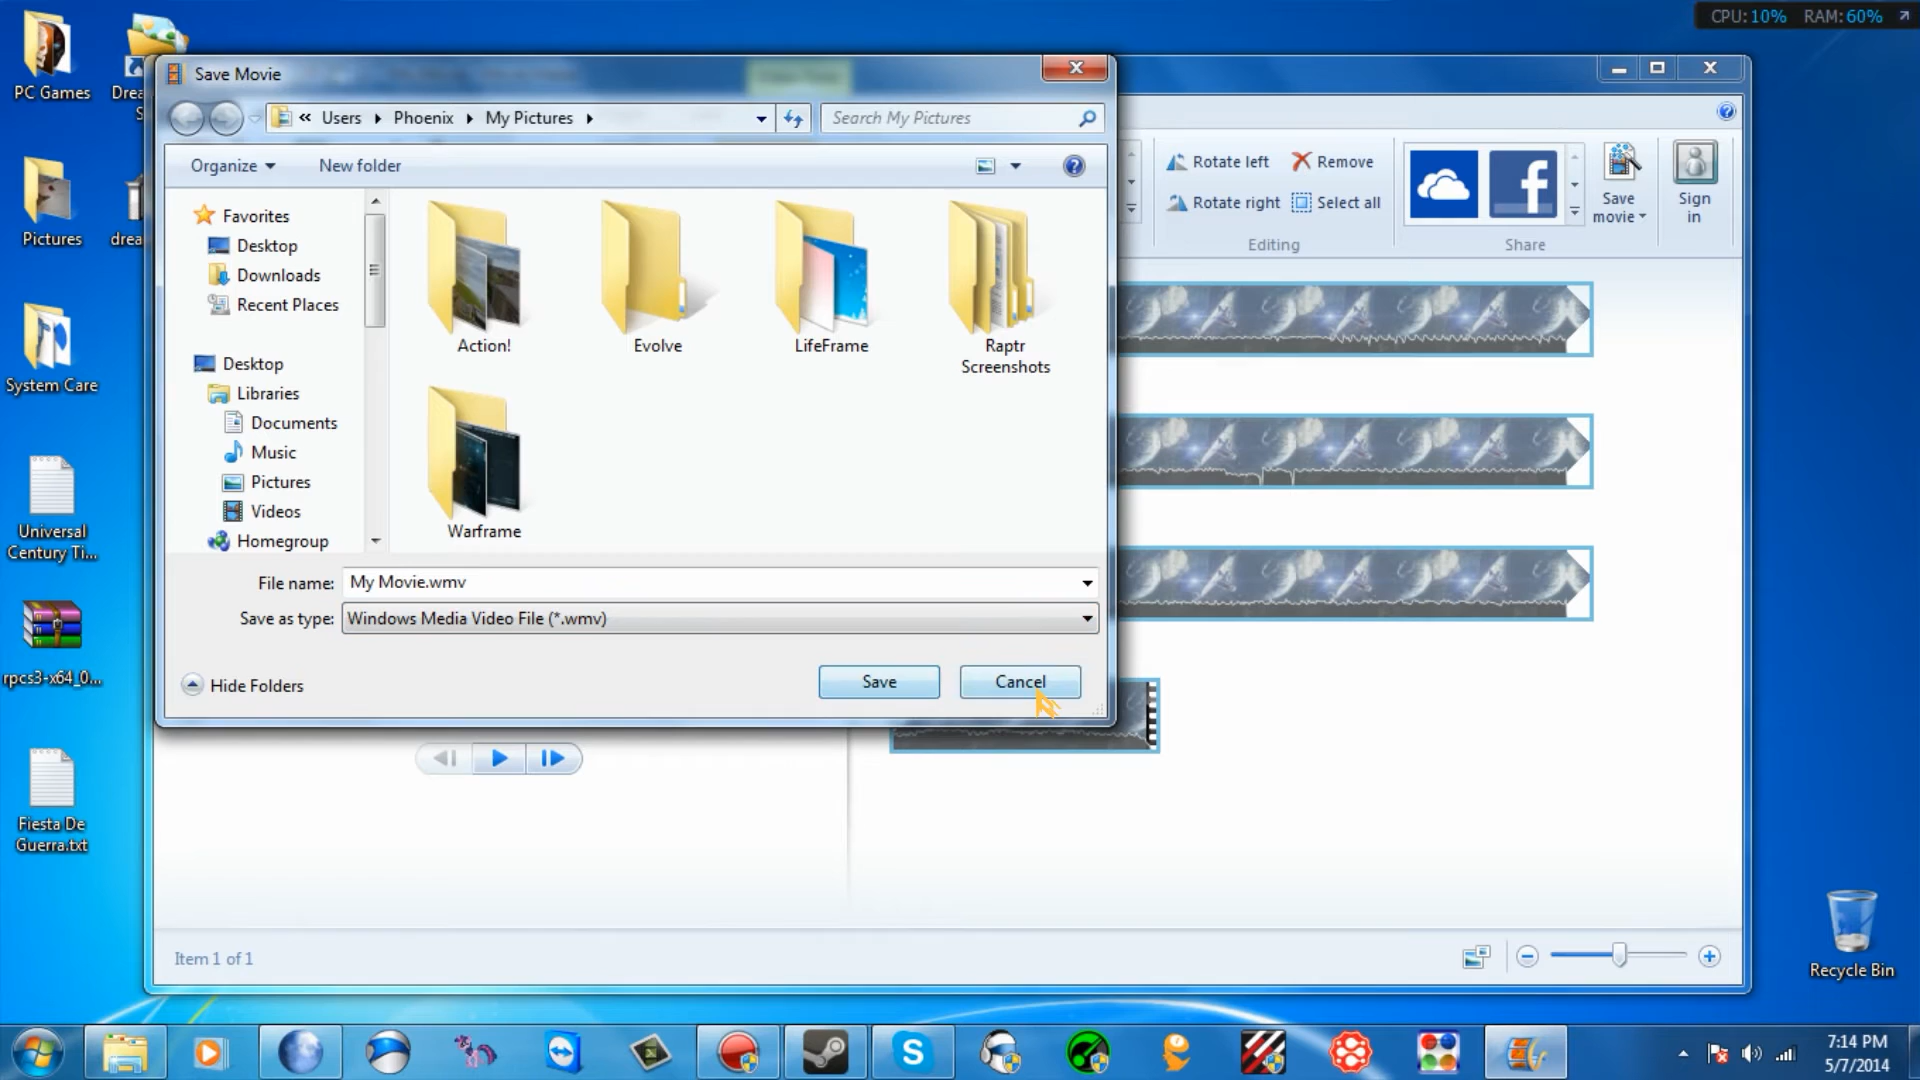 CPU: 10% RAM: 60%
PC Games
Save Movie
« Users Phoenix My Pictures
Search My Pictures
Organize
New folder
Favorites
Desktop
Downloads
Recent Places
Desktop
Libraries
Documents
Music
Pictures
Videos
Homegroup
Action!
Evolve
LifeFrame
Raptr
Screenshots
Warframe
File name: My Movie.wmv
Save as type: Windows Media Video File (*.wmv)
Hide Folders
Save
Cancel
Rotate left
Remove
Rotate right
Select all
Editing
Share
Save
movie
Sign
in
Item 1 of 1
Pictures
System Care
Universal
Century Ti...
rpcs3-x64_0...
Fiesta De
Guerra.txt
Recycle Bin
7:14 PM
5/7/2014